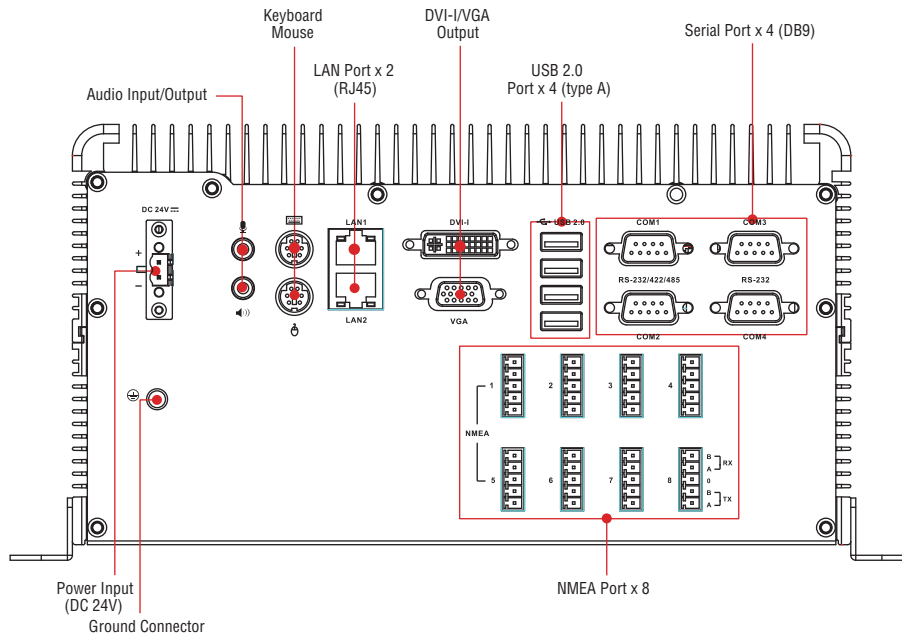 Keyboard
Mouse
DVI-I/VGA
Output
Serial Port x 4 (DB9)
LAN Port x 2
(RJ45)
USB 2.0
Port x 4 (type A)
Audio Input/Output
DC 24V
LAN1
DVI-I
USB 2.0
COM1
COM3
+
−
RS-232/422/485
RS-232
LAN2
VGA
COM2
COM4
1
2
3
4
NMEA
5
6
7
8
B
A
RX
0
B
A
TX
Power Input
(DC 24V)
NMEA Port x 8
Ground Connector